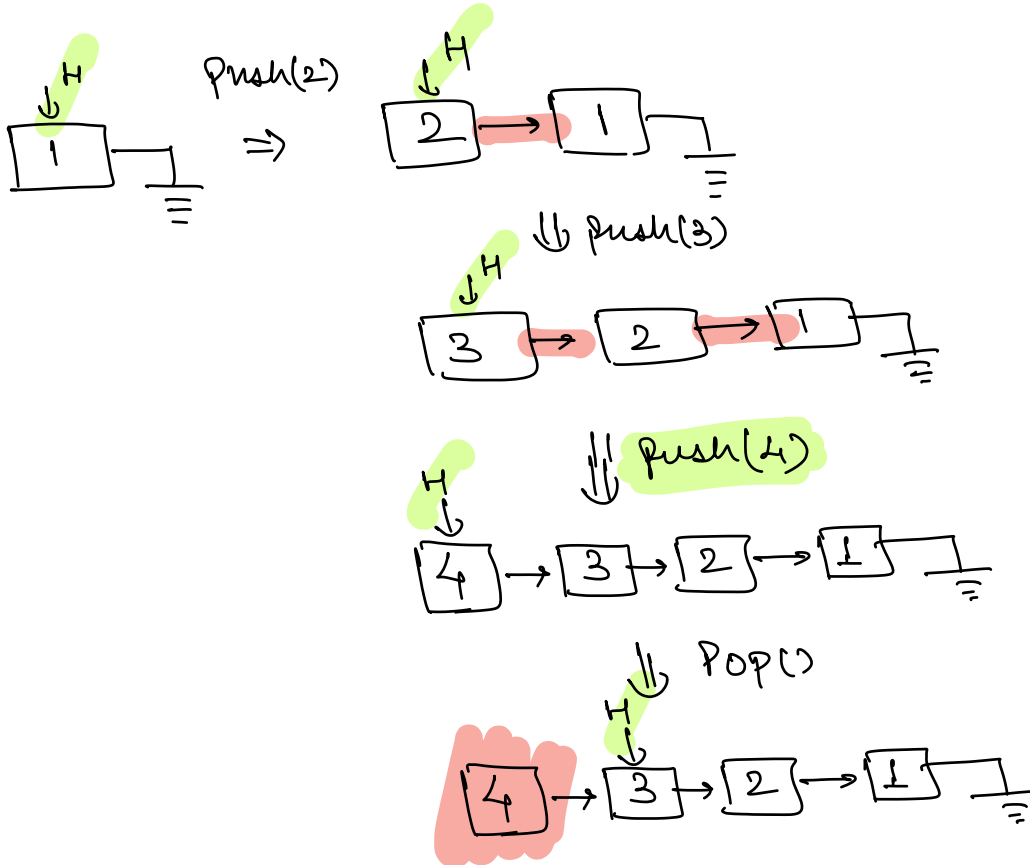 H
1
Push(2)
⇒
H
2 → 1
⇓ push(3)
H
3 → 2 → 1
⇓ push(4)
H
4 → 3 → 2 → 1
⇓ POP()
H
4 → 3 → 2 → 1